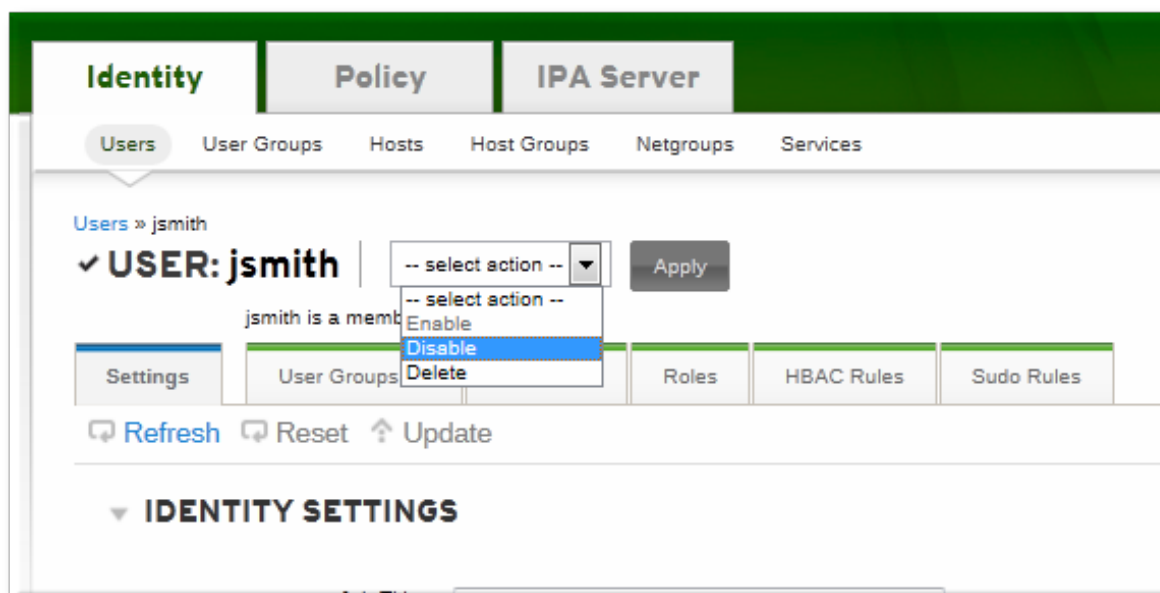 Identity Policy IPA Server
Users User Groups Hosts Host Groups Netgroups Services
Users » jsmith
USER: jsmith -- select action -- Apply
-- select action --
jsmith is a
Enable
Disable
Delete
Settings User Groups Roles HBAC Rules Sudo Rules
Refresh Reset Update
IDENTITY SETTINGS